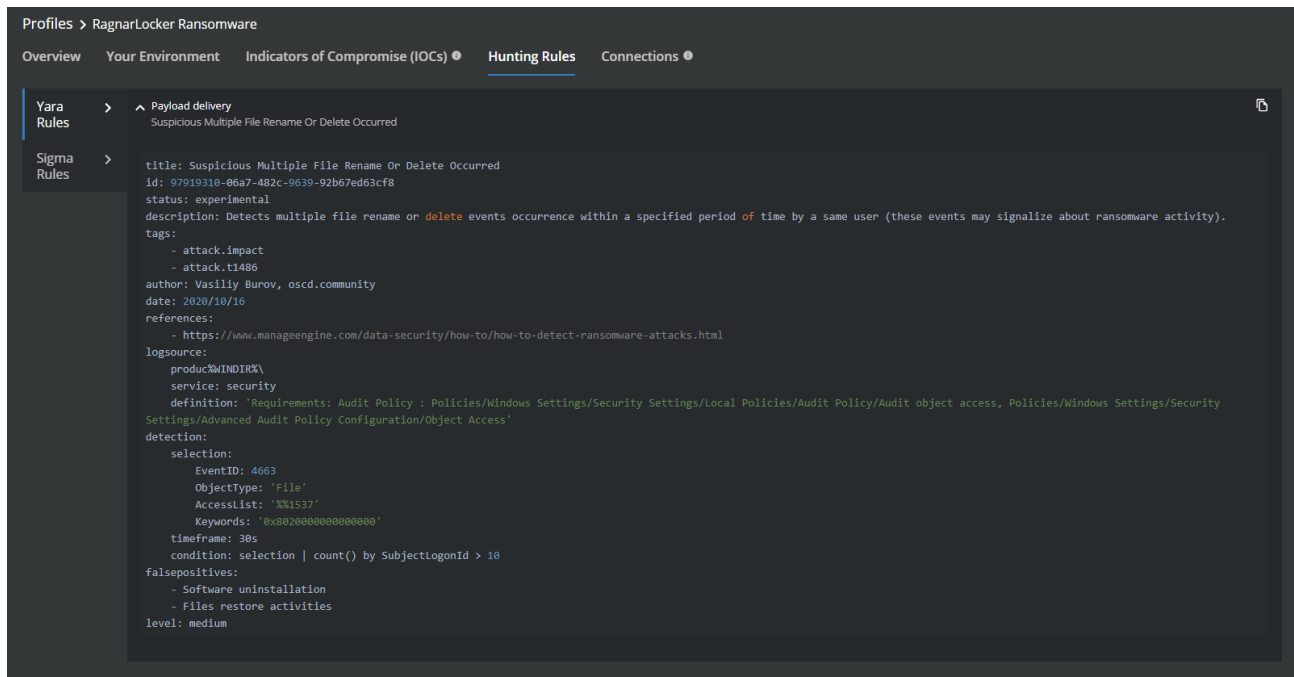 Profiles > RagnarLocker Ransomware
Overview Your Environment Indicators of Compromise (IOCs) Hunting Rules Connections
Yara
Rules
Sigma
Rules
Payload delivery
Suspicious Multiple File Rename Or Delete Occurred
title: Suspicious Multiple File Rename Or Delete Occurred
id: 97919310-06a7-482c-9639-92b67ed63cf8
status: experimental
description: Detects multiple file rename or delete events occurrence within a specified period of time by a same user (these events may signalize about ransomware activity).
tags:
- attack.impact
- attack.t1486
author: Vasiliy Burov, oscd.community
date: 2020/10/16
references:
- https://www.manageengine.com/data-security/how-to/how-to-detect-ransomware-attacks.html
logsource:
produc%WINDIR%\
service: security
definition: 'Requirements: Audit Policy : Policies/Windows Settings/Security Settings/Local Policies/Audit Policy/Audit object access, Policies/Windows Settings/Security
Settings/Advanced Audit Policy Configuration/Object Access'
detection:
selection:
EventID: 4663
ObjectType: 'File'
AccessList: '%%1537'
Keywords: '0x8020000000000000'
timeframe: 30s
condition: selection | count() by SubjectLogonId > 10
falsepositives:
- Software uninstallation
- Files restore activities
level: medium